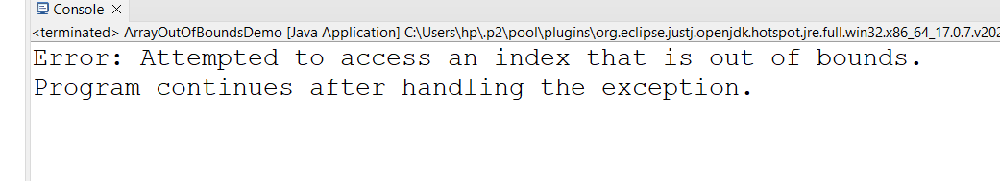 Console
<terminated> ArrayOutOfBoundsDemo [Java Application] C:\Users\hp\.p2\pool\plugins\org.eclipse.justj.openjdk.hotspot.jre.full.win32.x86_64_17.0.7.v202
Error: Attempted to access an index that is out of bounds.
Program continues after handling the exception.